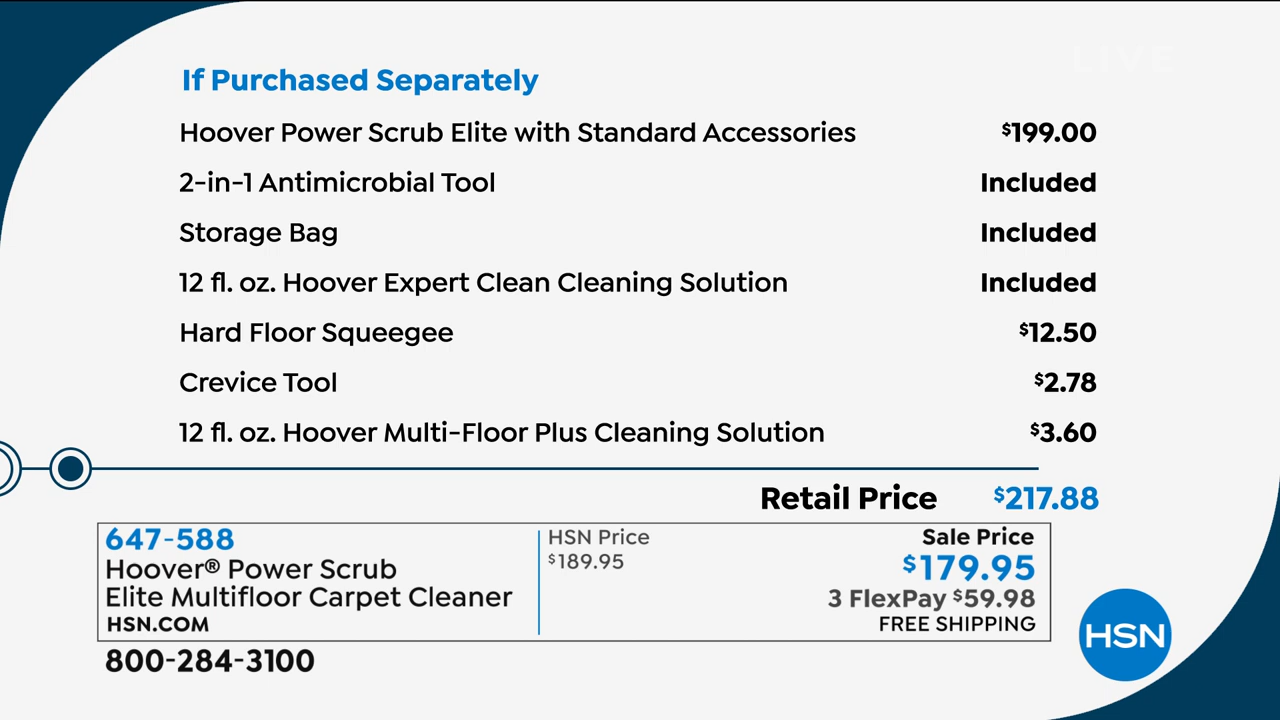 LIVE
If Purchased Separately
Hoover Power Scrub Elite with Standard Accessories $199.00
2-in-1 Antimicrobial Tool Included
Storage Bag Included
12 fl. oz. Hoover Expert Clean Cleaning Solution Included
Hard Floor Squeegee $12.50
Crevice Tool $2.78
12 fl. oz. Hoover Multi-Floor Plus Cleaning Solution $3.60
Retail Price $217.88
647-588
Hoover® Power Scrub
Elite Multifloor Carpet Cleaner
HSN.COM
HSN Price
$189.95
Sale Price
$179.95
3 FlexPay $59.98
FREE SHIPPING
800-284-3100
HSN